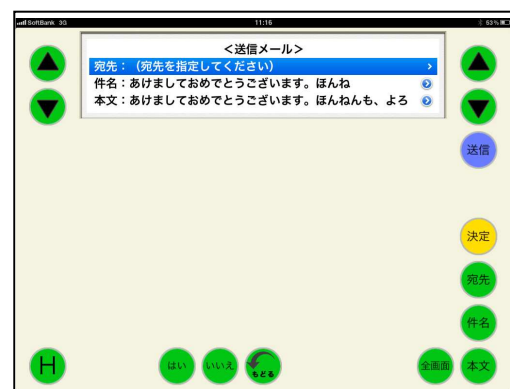 SoftBank 3G 11:16 63%
<送信メール>
宛先：（宛先を指定してください）
件名：あけましておめでとうございます。ほんね
本文：あけましておめでとうございます。ほんねんも、よろ
送信
決定
宛先
件名
H
はい
いいえ
もどる
全画面
本文